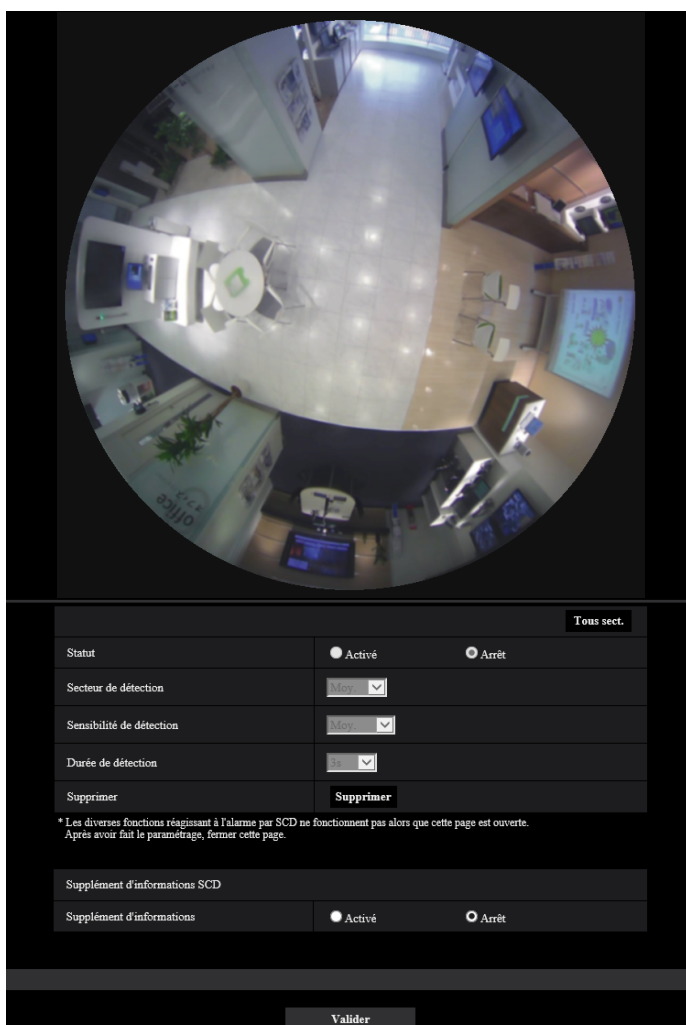 office
Tous sect.
Statut Activé Arrêt
Secteur de détection Moy.
Sensibilité de détection Moy.
Durée de détection 3s
Supprimer Supprimer
* Les diverses fonctions réagissant à l'alarme par SCD ne fonctionnent pas alors que cette page est ouverte.
Après avoir fait le paramétrage, fermer cette page.
Supplément d'informations SCD
Supplément d'informations Activé Arrêt
Valider